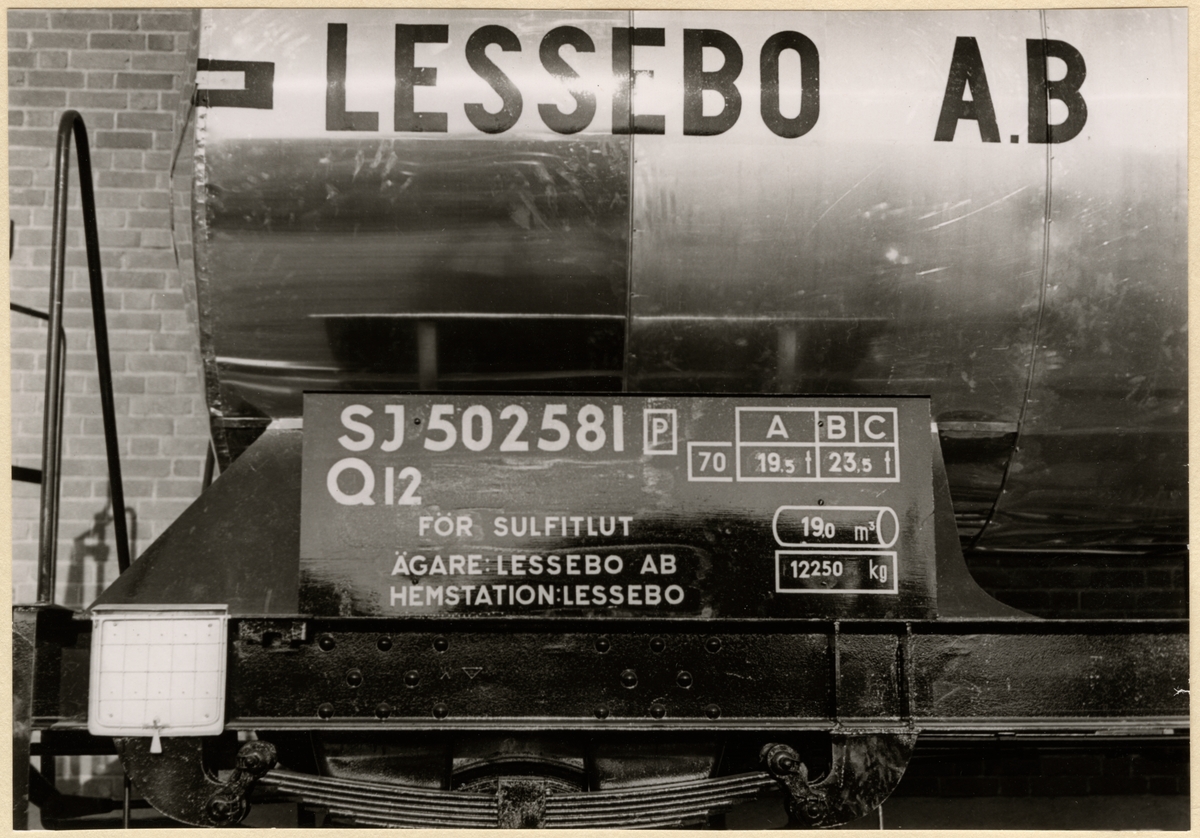 LESSEBO A.B
SJ 502581 P
Q12
A B C
70 19.5 t 23,5 t
FÖR SULFITLUT
ÄGARE: LESSEBO AB
HEMSTATION: LESSEBO
19,0 m³
12250 kg